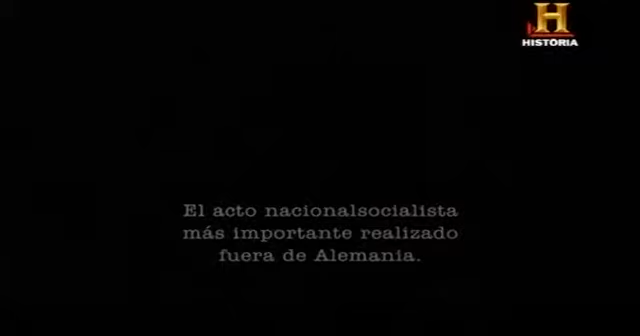 H
HISTORIA
El acto nacionalsocialista
más importante realizado
fuera de Alemania.